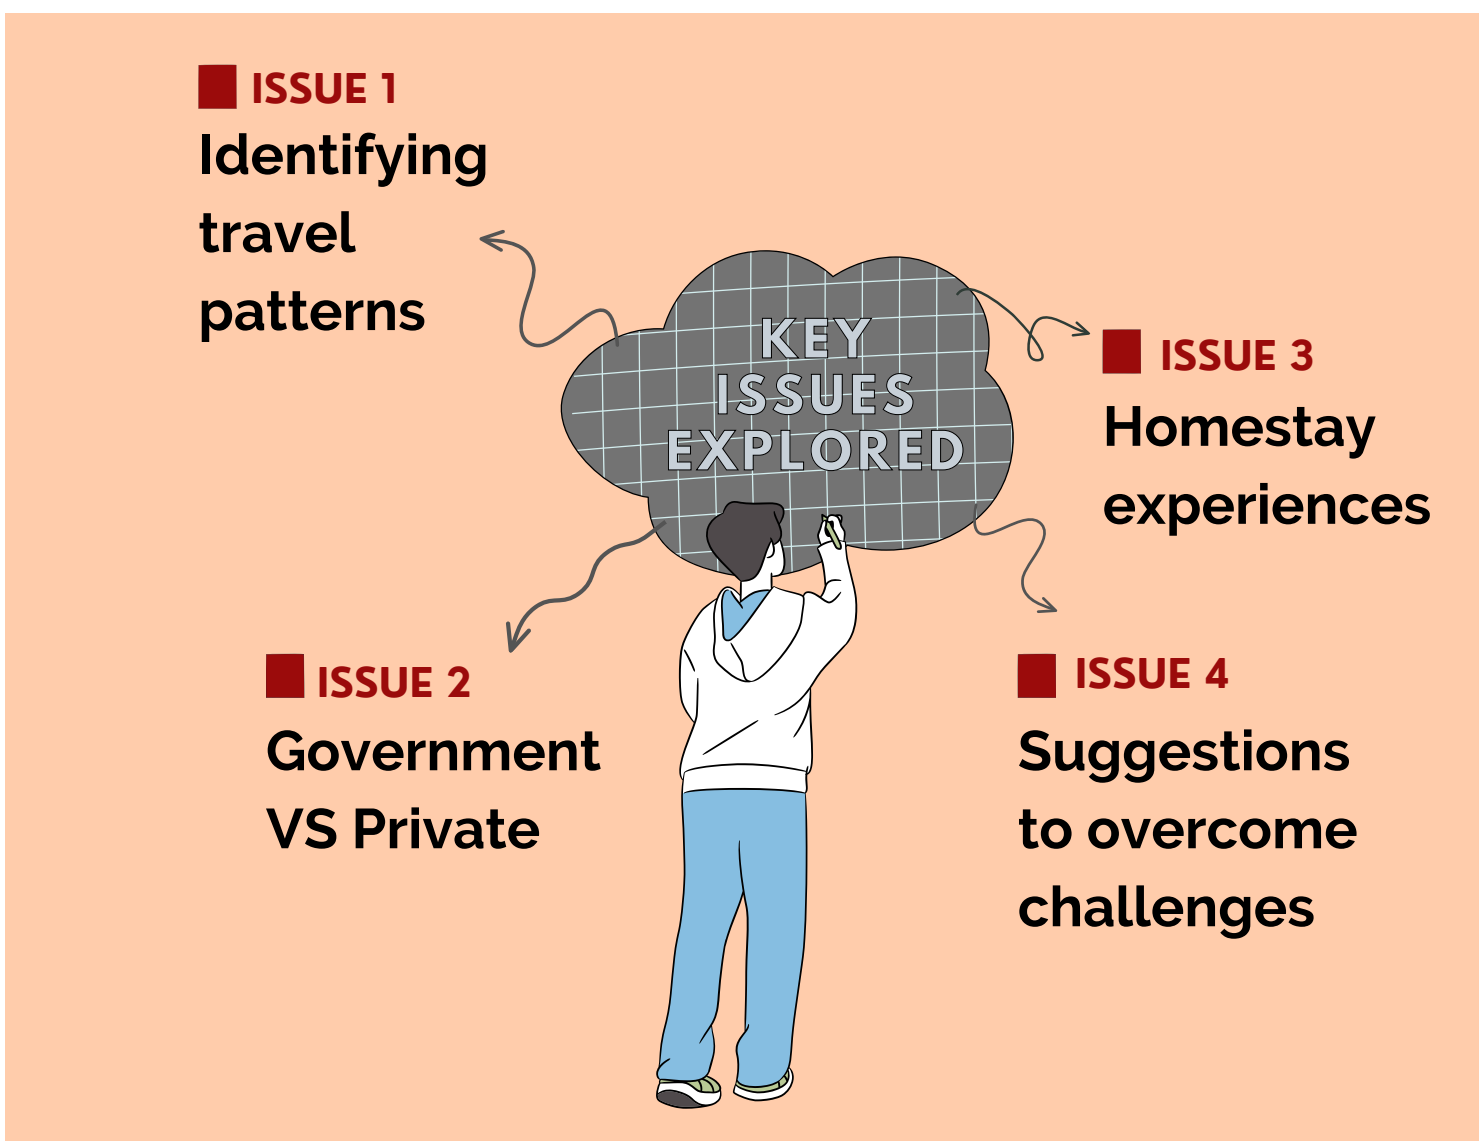 ISSUE 1
Identifying
travel
patterns
KEY
ISSUES
EXPLORED
ISSUE 3
Homestay
experiences
ISSUE 2
Government
VS Private
ISSUE 4
Suggestions
to overcome
challenges